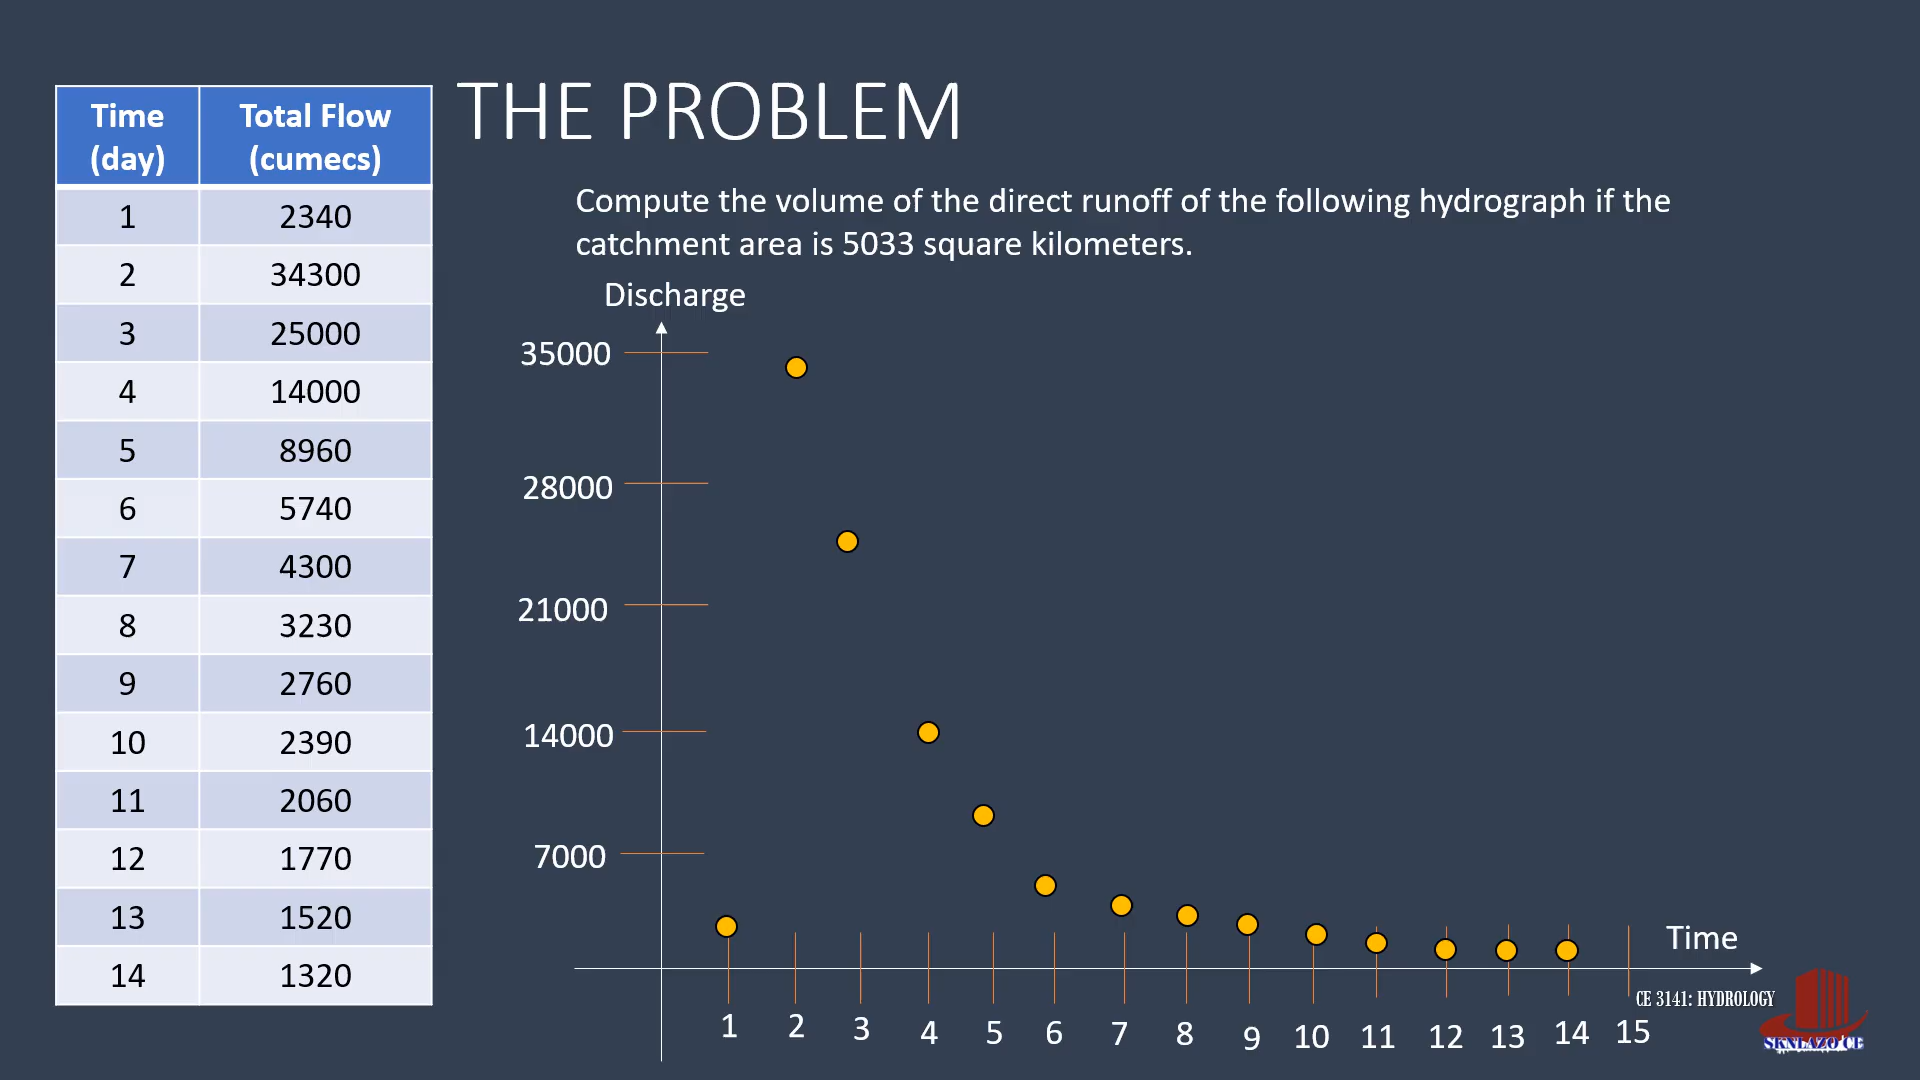 THE PROBLEM
Time (day) Total Flow (cumecs)
1 2340
2 34300
3 25000
4 14000
5 8960
6 5740
7 4300
8 3230
9 2760
10 2390
11 2060
12 1770
13 1520
14 1320
Compute the volume of the direct runoff of the following hydrograph if the
catchment area is 5033 square kilometers.
Discharge
35000
28000
21000
14000
7000
Time
1 2 3 4 5 6 7 8 9 10 11 12 13 14 15
CE 3141: HYDROLOGY